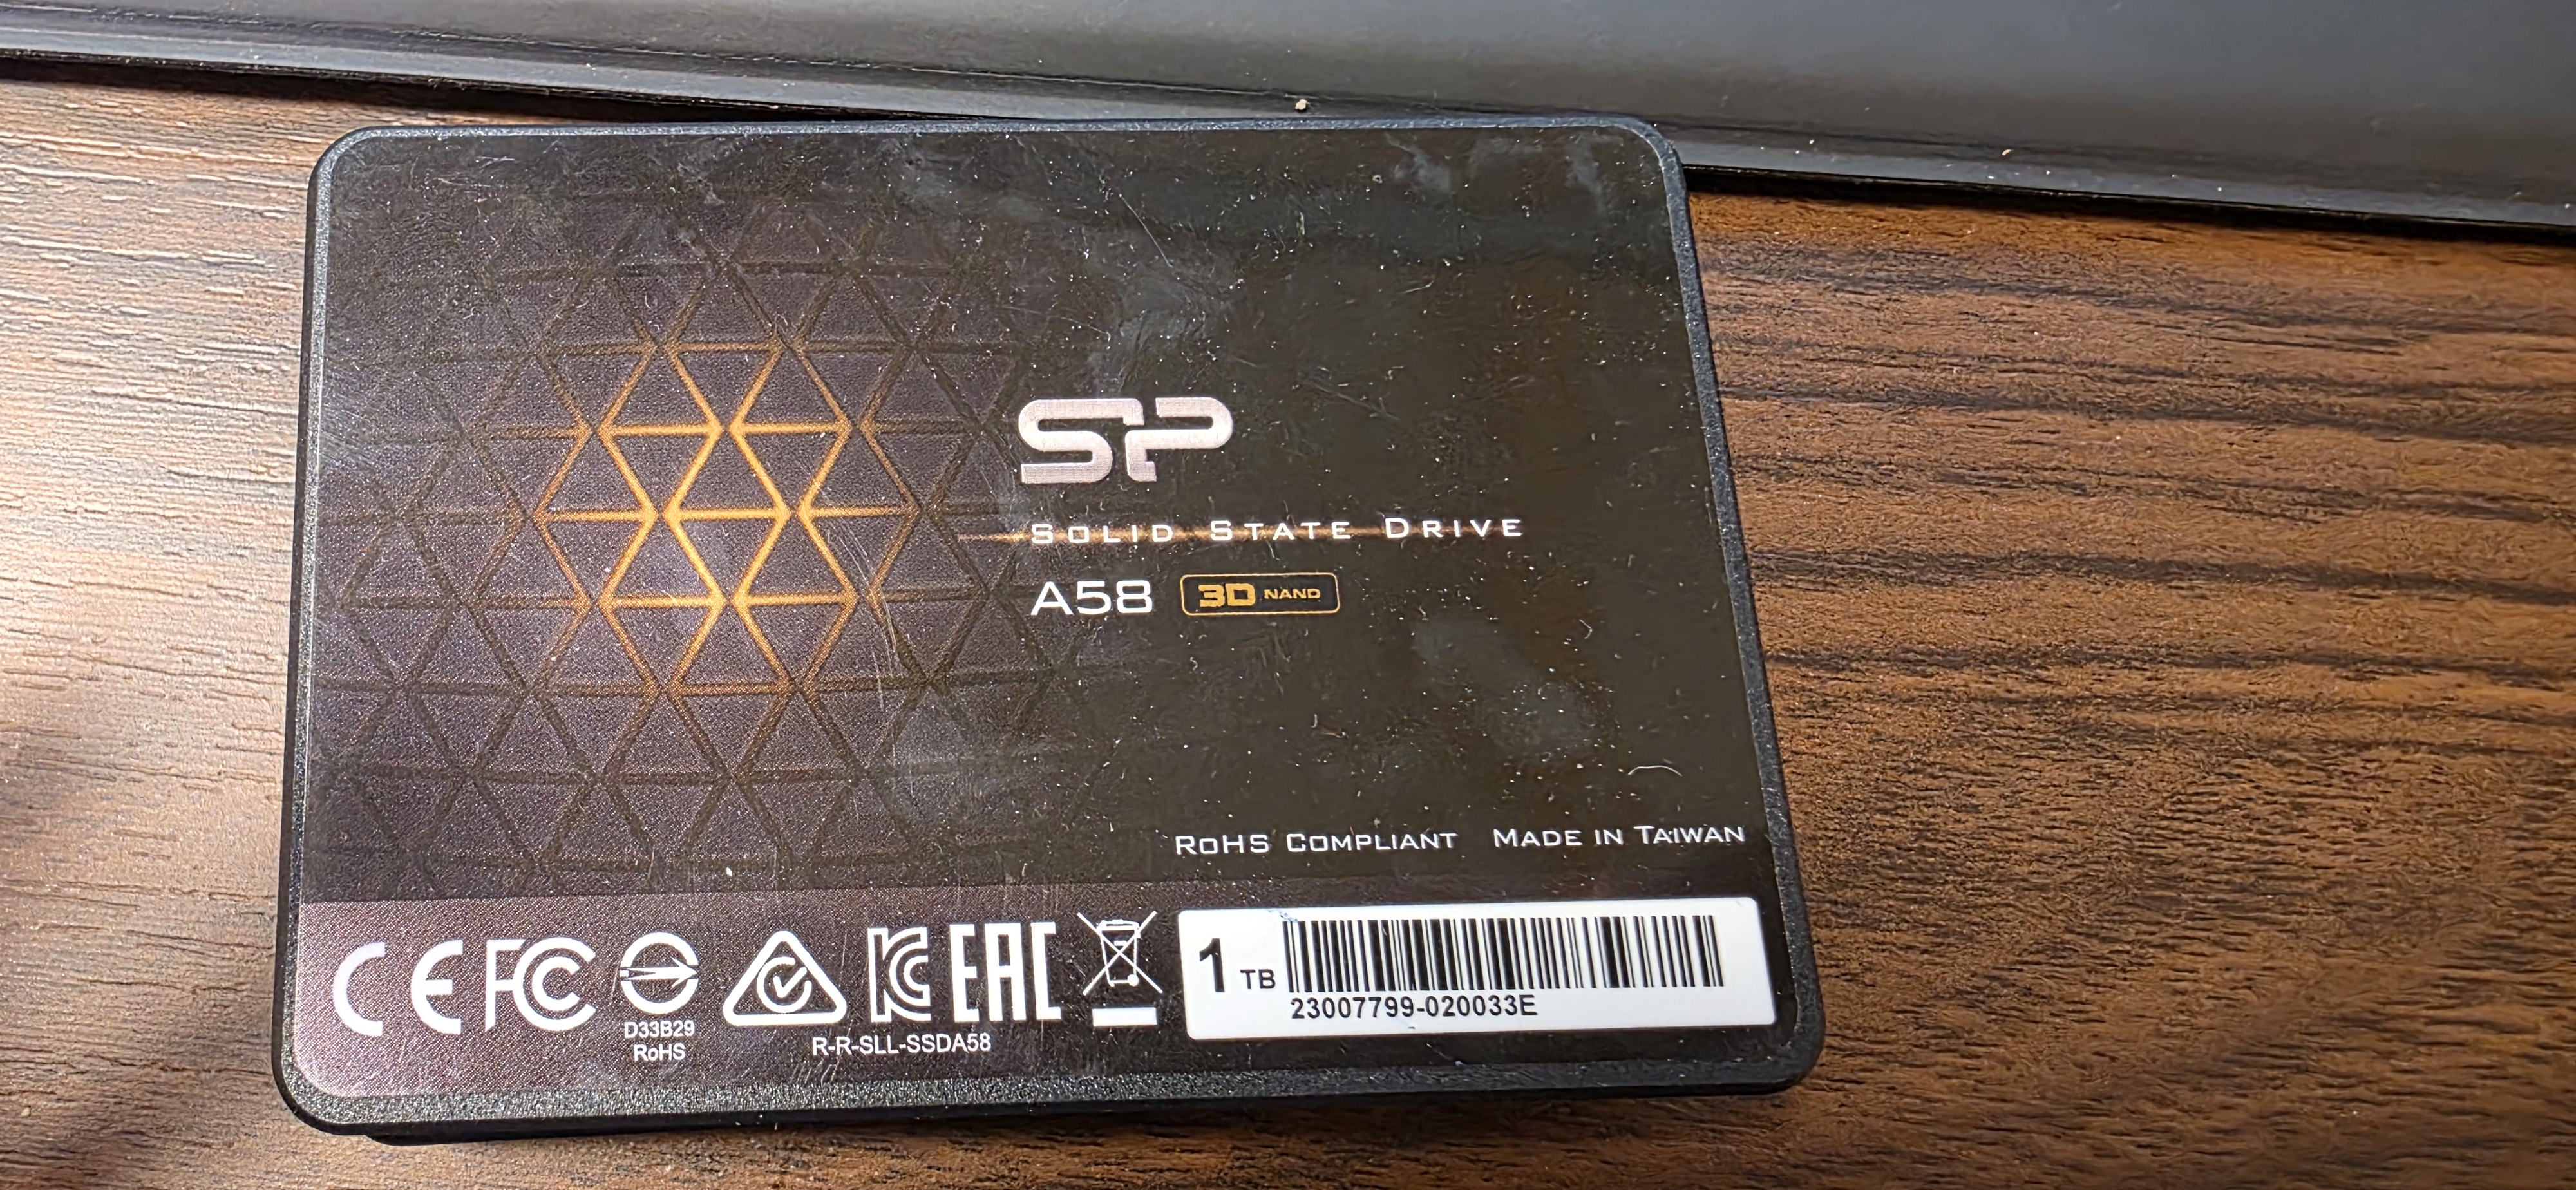 SP
SOLID STATE DRIVE
A58 3D NAND
RoHS COMPLIANT MADE IN TAIWAN
CE FC KC EAC
D33B29
RoHS
R-R-SLL-SSDA58
1 TB
23007799-020033E